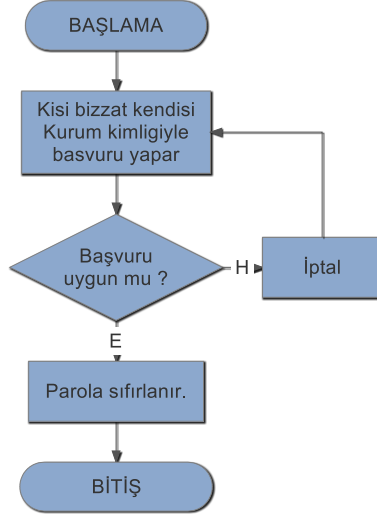 BAŞLAMA
Kisi bizzat kendisi
Kurum kimligiyle
basvuru yapar
Başvuru
uygun mu ?
H
İptal
E
Parola sıfırlanır.
BİTİŞ